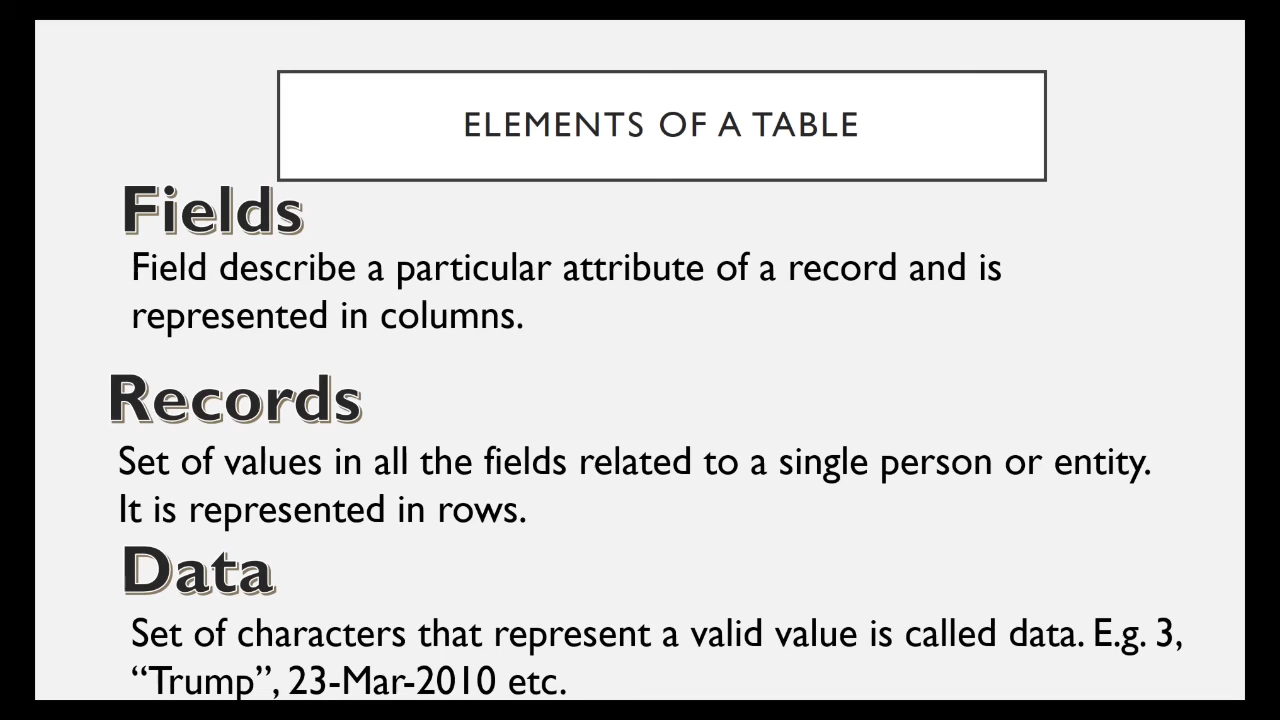 ELEMENTS OF A TABLE
Fields
Field describe a particular attribute of a record and is
represented in columns.
Records
Set of values in all the fields related to a single person or entity.
It is represented in rows.
Data
Set of characters that represent a valid value is called data. E.g. 3,
“Trump”, 23-Mar-2010 etc.